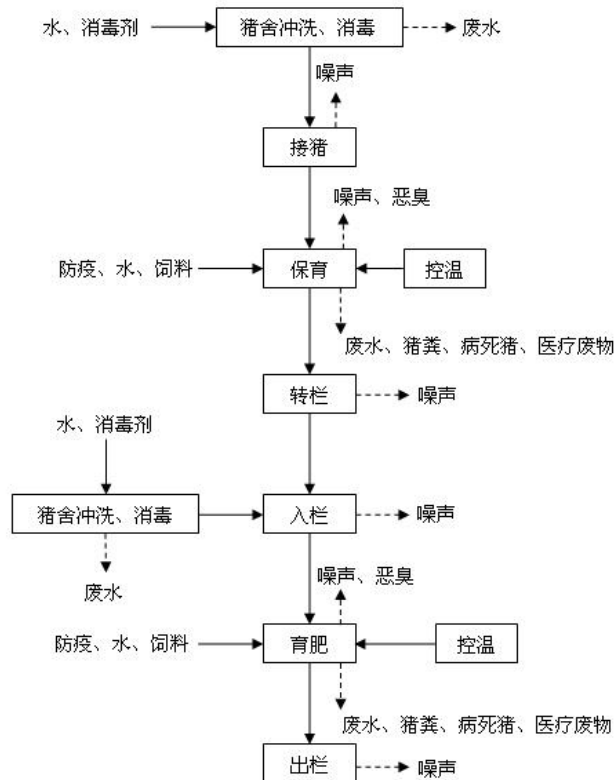 水、消毒剂
猪舍冲洗、消毒
废水
噪声
接猪
噪声、恶臭
防疫、水、饲料
保育
控温
废水、猪粪、病死猪、医疗废物
转栏
噪声
水、消毒剂
猪舍冲洗、消毒
入栏
噪声
废水
噪声、恶臭
防疫、水、饲料
育肥
控温
废水、猪粪、病死猪、医疗废物
出栏
噪声